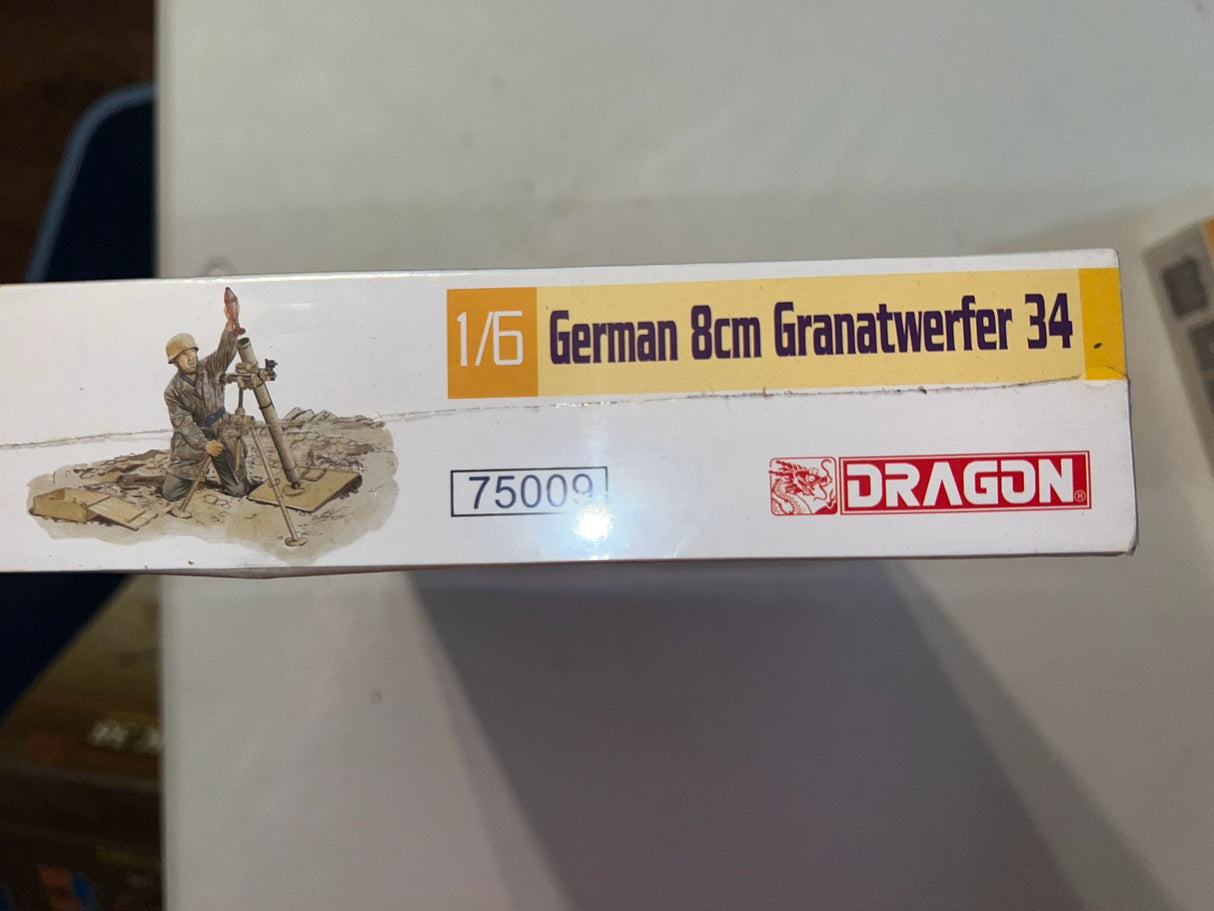 1/6 German 8cm Granatwerfer 34
75009 DRAGON®